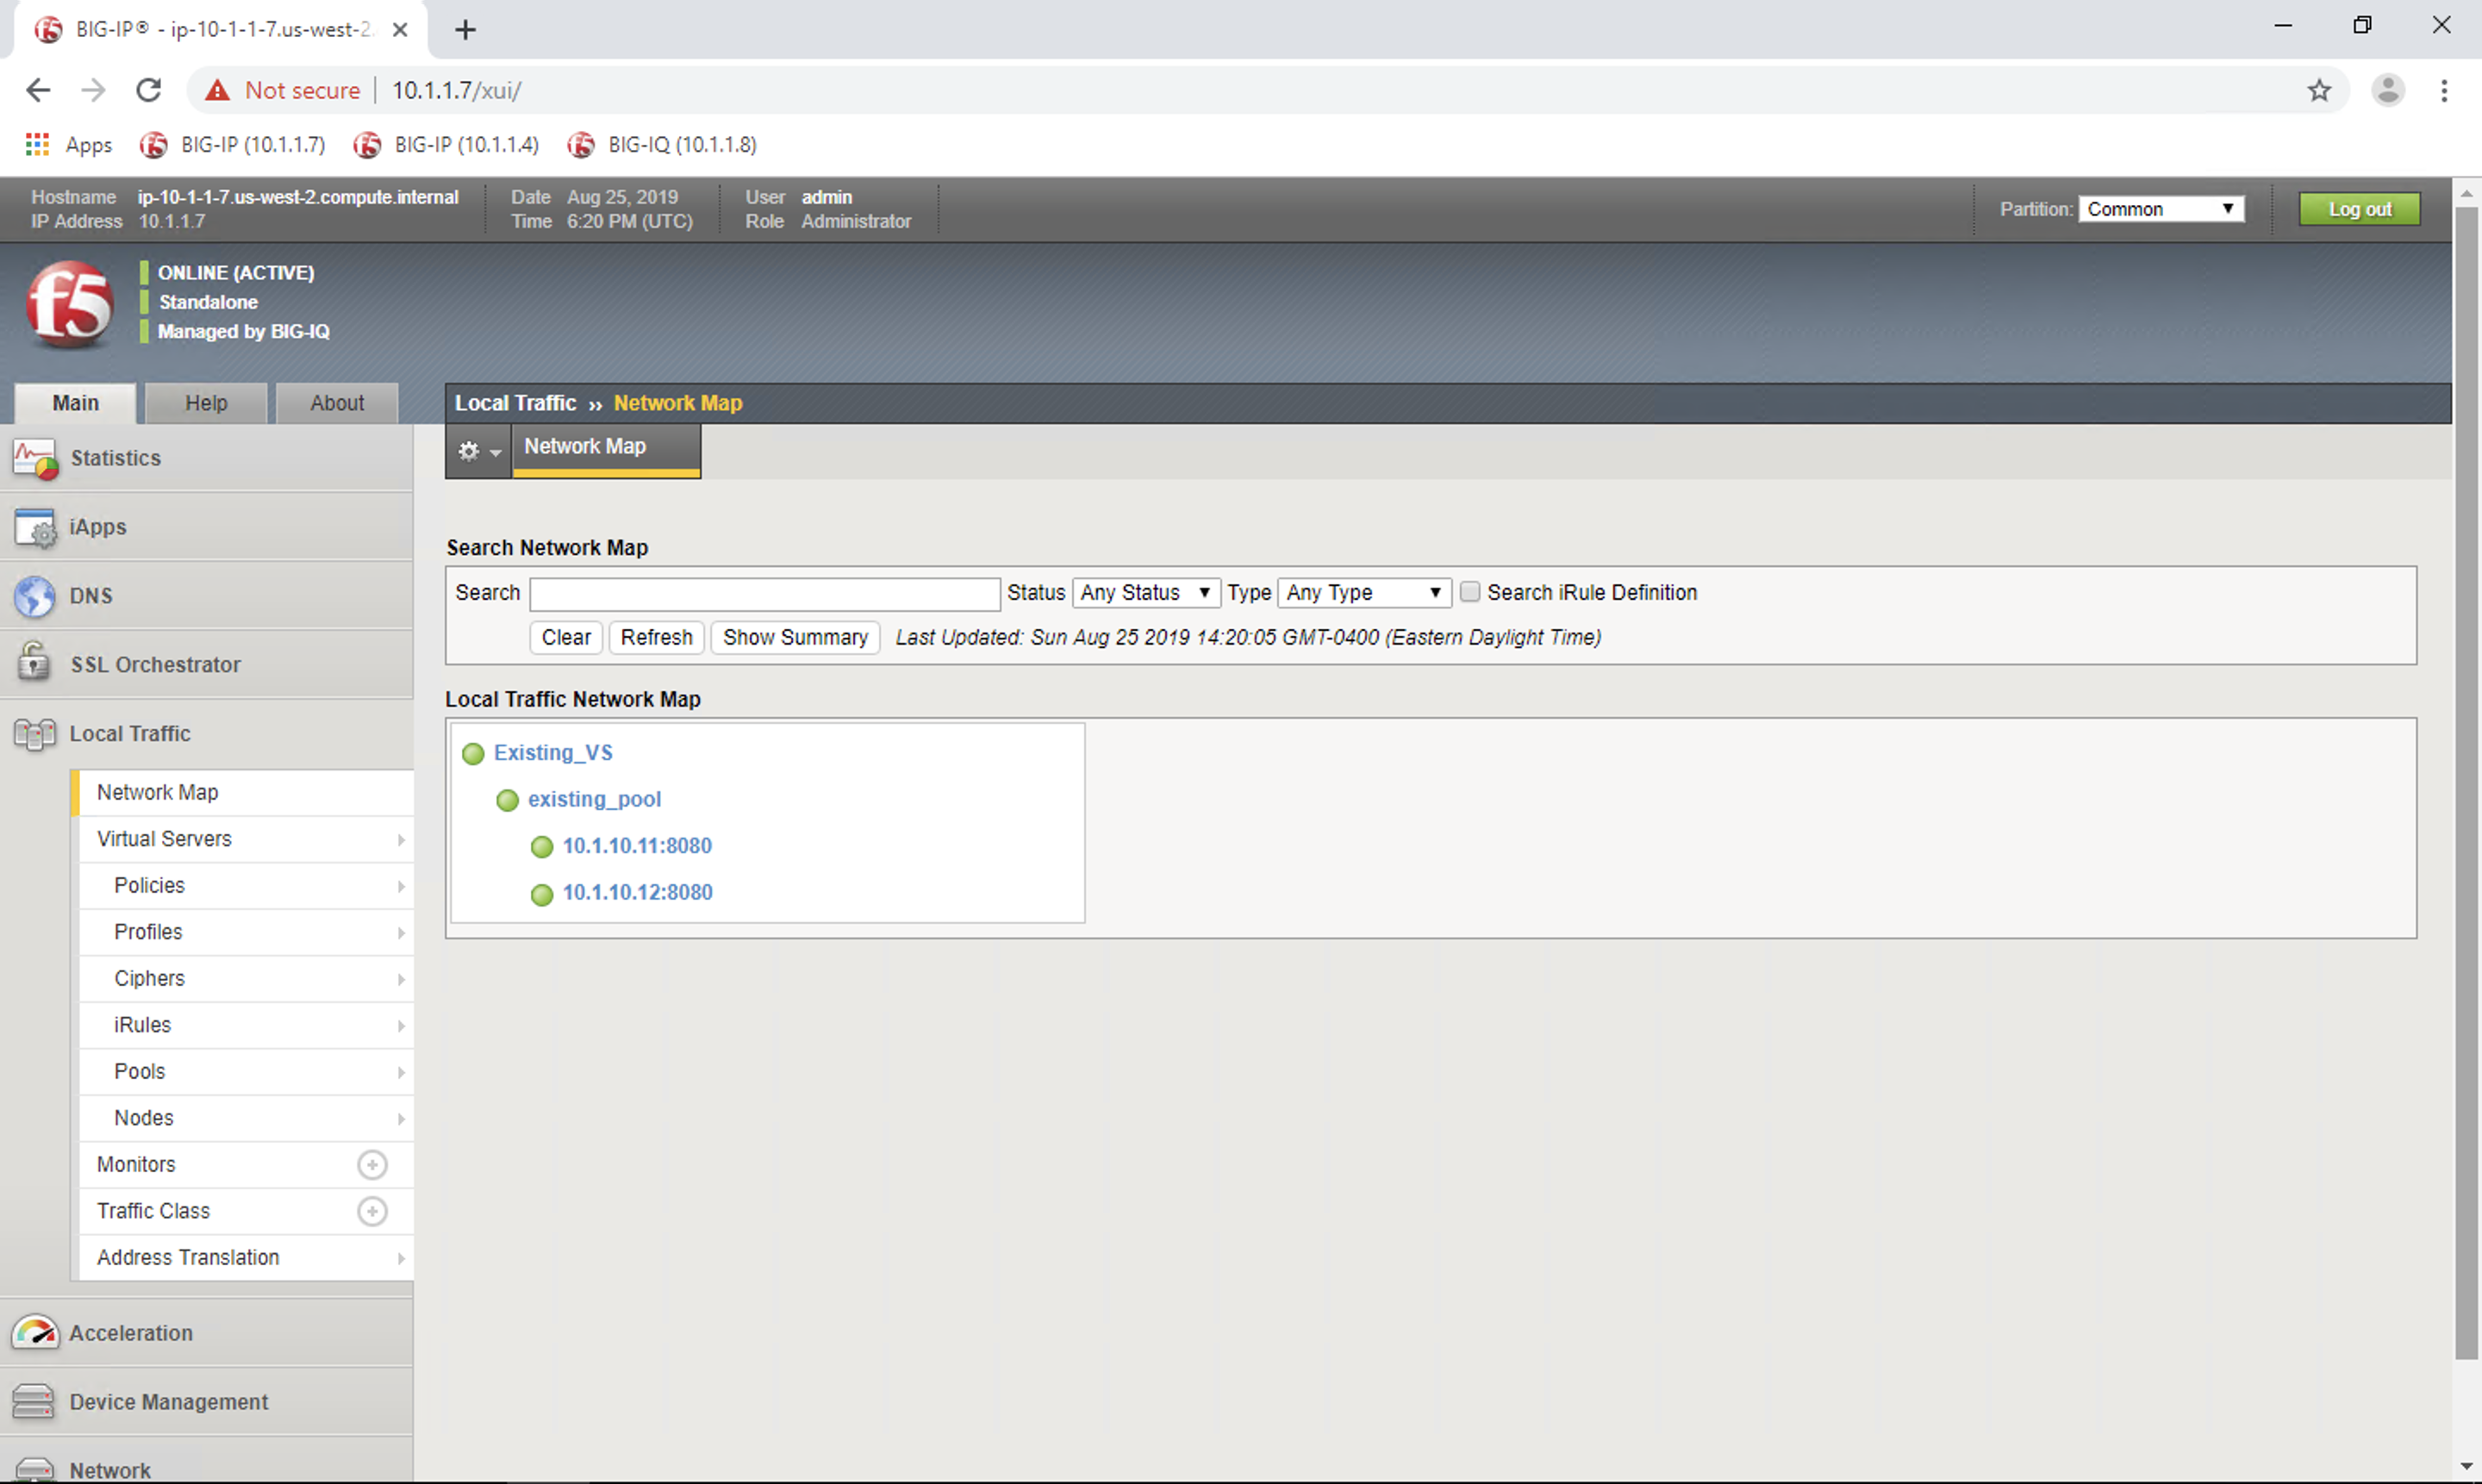 BIG-IP® - ip-10-1-1-7.us-west-2.
Not secure | 10.1.1.7/xui/
Apps BIG-IP (10.1.1.7) BIG-IP (10.1.1.4) BIG-IQ (10.1.1.8)
Hostname ip-10-1-1-7.us-west-2.compute.internal Date Aug 25, 2019 User admin
IP Address 10.1.1.7 Time 6:20 PM (UTC) Role Administrator
Partition: Common Log out
f5
ONLINE (ACTIVE)
Standalone
Managed by BIG-IQ
Main Help About
Local Traffic ›› Network Map
Network Map
Statistics
iApps
DNS
SSL Orchestrator
Local Traffic
Network Map
Virtual Servers
Policies
Profiles
Ciphers
iRules
Pools
Nodes
Monitors
Traffic Class
Address Translation
Acceleration
Device Management
Network
Search Network Map
Search Status Any Status Type Any Type Search iRule Definition
Clear Refresh Show Summary Last Updated: Sun Aug 25 2019 14:20:05 GMT-0400 (Eastern Daylight Time)
Local Traffic Network Map
Existing_VS
existing_pool
10.1.10.11:8080
10.1.10.12:8080